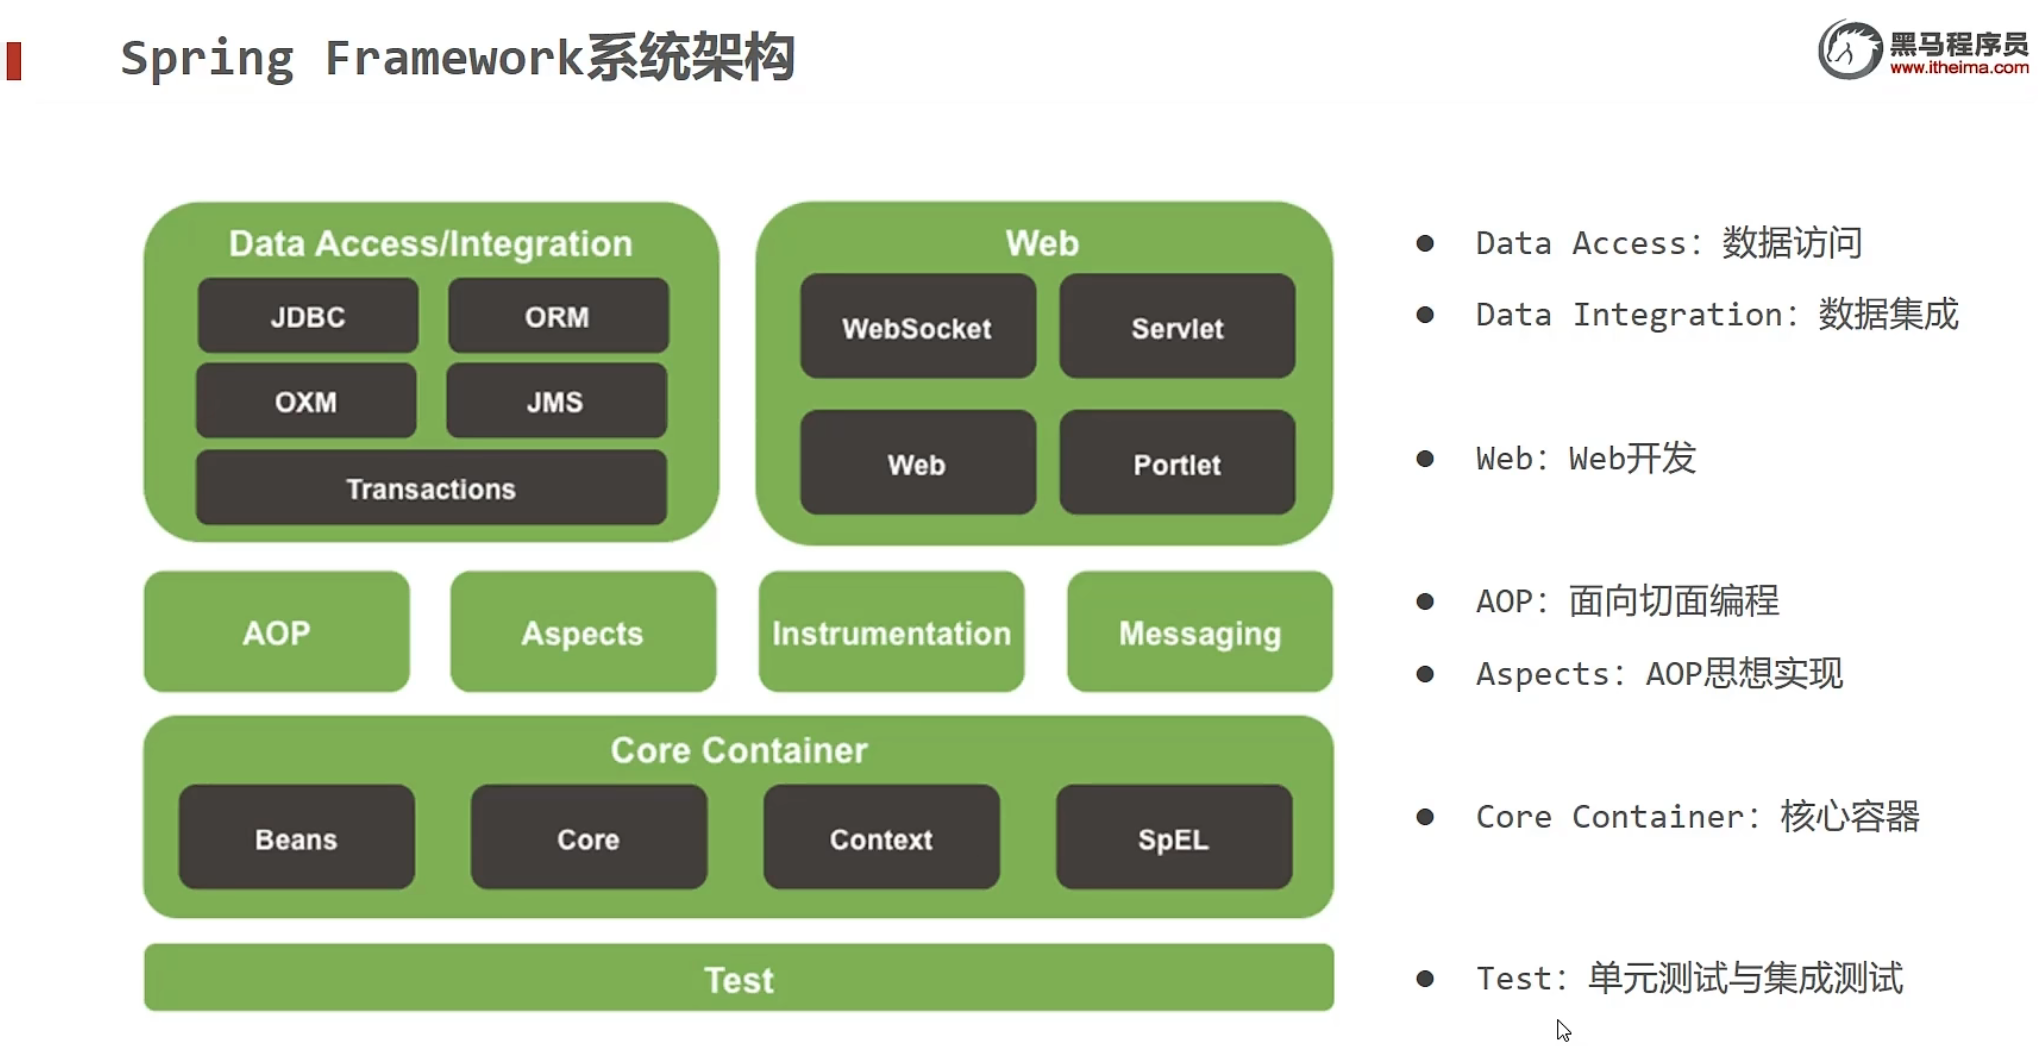 Spring Framework系统架构
黑马程序员
www.itheima.com
Data Access/Integration
JDBC
ORM
OXM
JMS
Transactions
Web
WebSocket
Servlet
Web
Portlet
AOP
Aspects
Instrumentation
Messaging
Core Container
Beans
Core
Context
SpEL
Test
● Data Access：数据访问
● Data Integration：数据集成
● Web：Web开发
● AOP：面向切面编程
● Aspects：AOP思想实现
● Core Container：核心容器
● Test：单元测试与集成测试